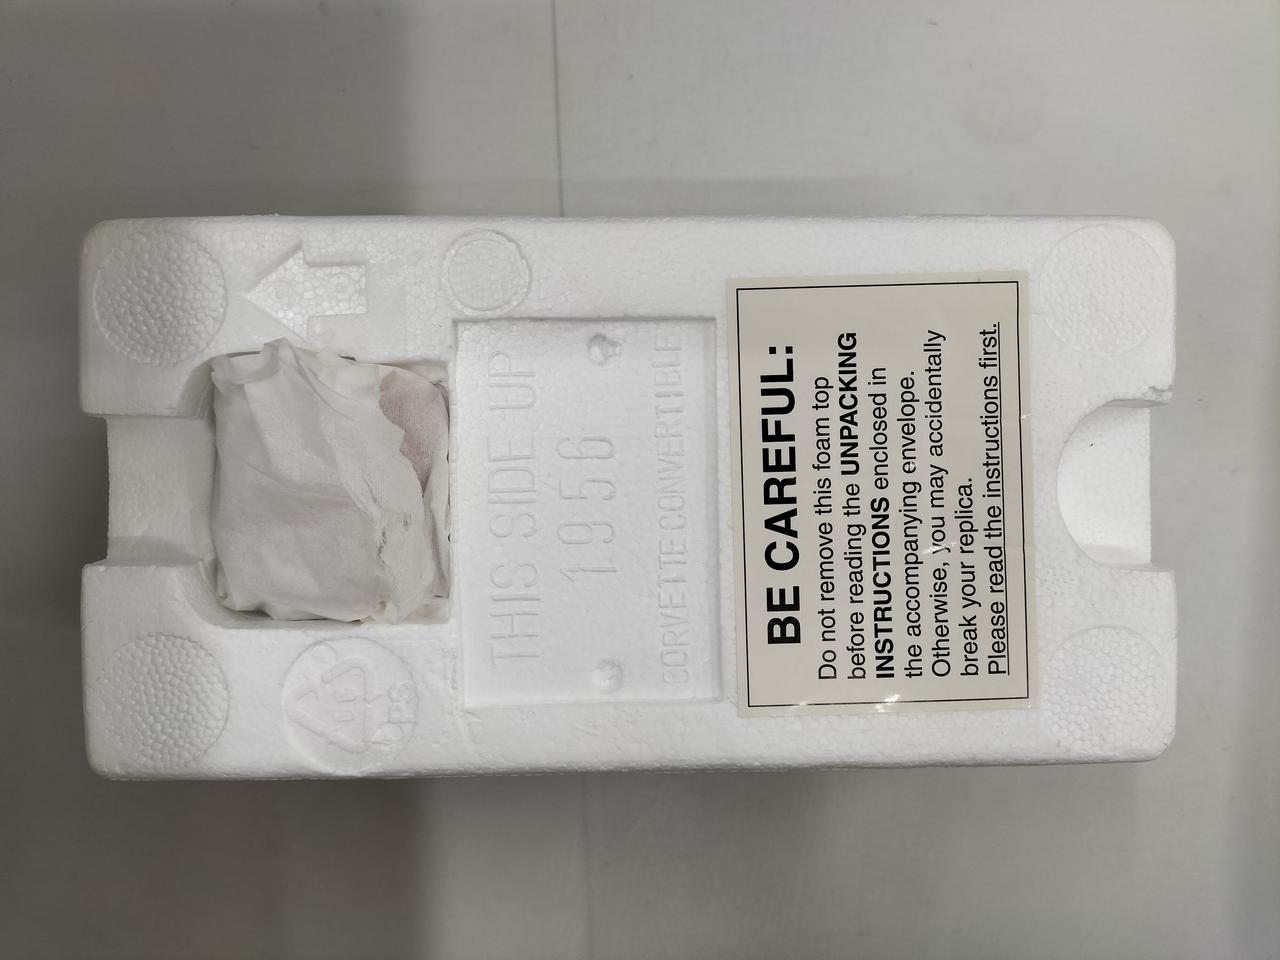 THIS SIDE UP
1956
CORVETTE CONVERTIBLE
PS
BE CAREFUL:
Do not remove this foam top
before reading the UNPACKING
INSTRUCTIONS enclosed in
the accompanying envelope.
Otherwise, you may accidentally
break your replica.
Please read the instructions first.